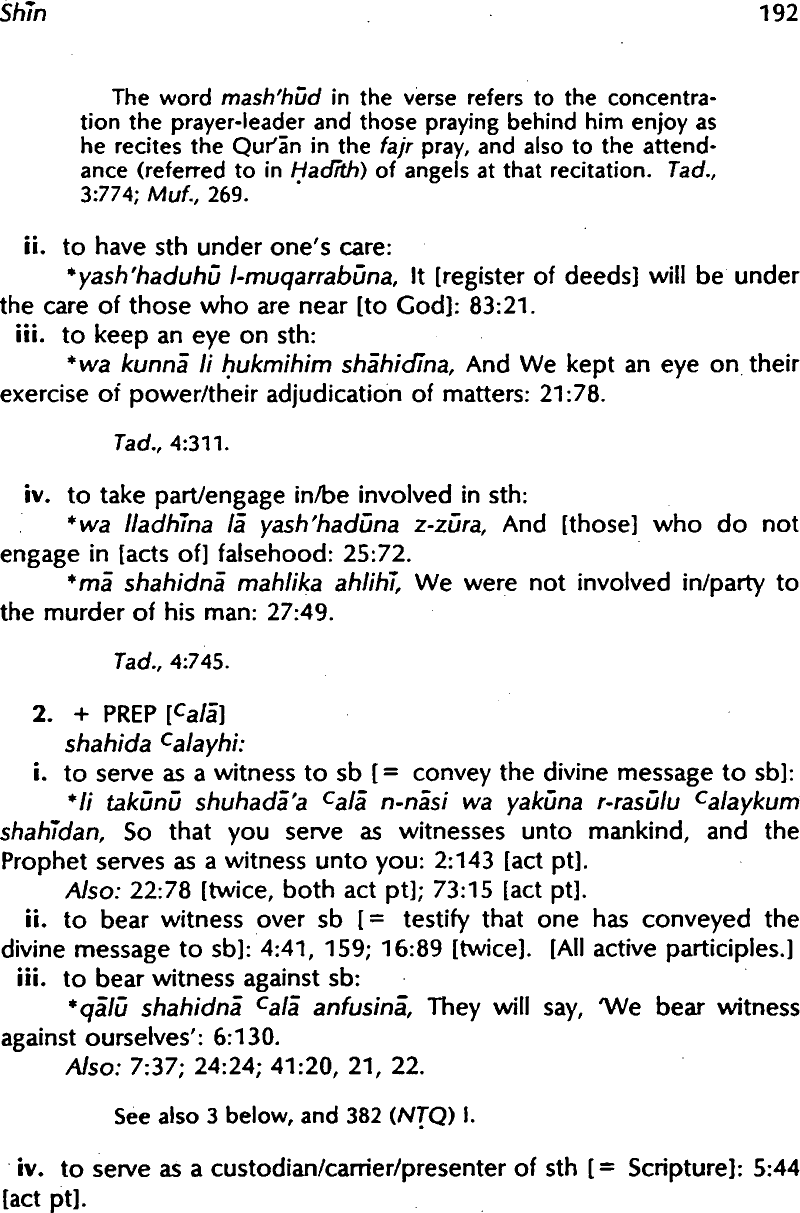 Shīn 192
The word mash'hūd in the verse refers to the concentra-
tion the prayer-leader and those praying behind him enjoy as
he recites the Qur'ān in the fajr pray, and also to the attend-
ance (referred to in Ḥadīth) of angels at that recitation. Tad.,
3:774; Muf., 269.
ii. to have sth under one's care:
*yash'haduhū l-muqarrabūna, It [register of deeds] will be under
the care of those who are near [to God]: 83:21.
iii. to keep an eye on sth:
*wa kunnā li ḥukmihim shāhidīna, And We kept an eye on their
exercise of power/their adjudication of matters: 21:78.
Tad., 4:311.
iv. to take part/engage in/be involved in sth:
*wa lladhīna lā yash'hadūna z-zūra, And [those] who do not
engage in [acts of] falsehood: 25:72.
*mā shahidnā mahlika ahlihī, We were not involved in/party to
the murder of his man: 27:49.
Tad., 4:745.
2. + PREP [ᶜalā]
shahida ᶜalayhi:
i. to serve as a witness to sb [= convey the divine message to sb]:
*li takūnū shuhadā'a ᶜalā n-nāsi wa yakūna r-rasūlu ᶜalaykum
shahīdan, So that you serve as witnesses unto mankind, and the
Prophet serves as a witness unto you: 2:143 [act pt].
Also: 22:78 [twice, both act pt]; 73:15 [act pt].
ii. to bear witness over sb [= testify that one has conveyed the
divine message to sb]: 4:41, 159; 16:89 [twice]. [All active participles.]
iii. to bear witness against sb:
*qālū shahidnā ᶜalā anfusinā, They will say, 'We bear witness
against ourselves': 6:130.
Also: 7:37; 24:24; 41:20, 21, 22.
See also 3 below, and 382 (NṬQ) I.
iv. to serve as a custodian/carrier/presenter of sth [= Scripture]: 5:44
[act pt].